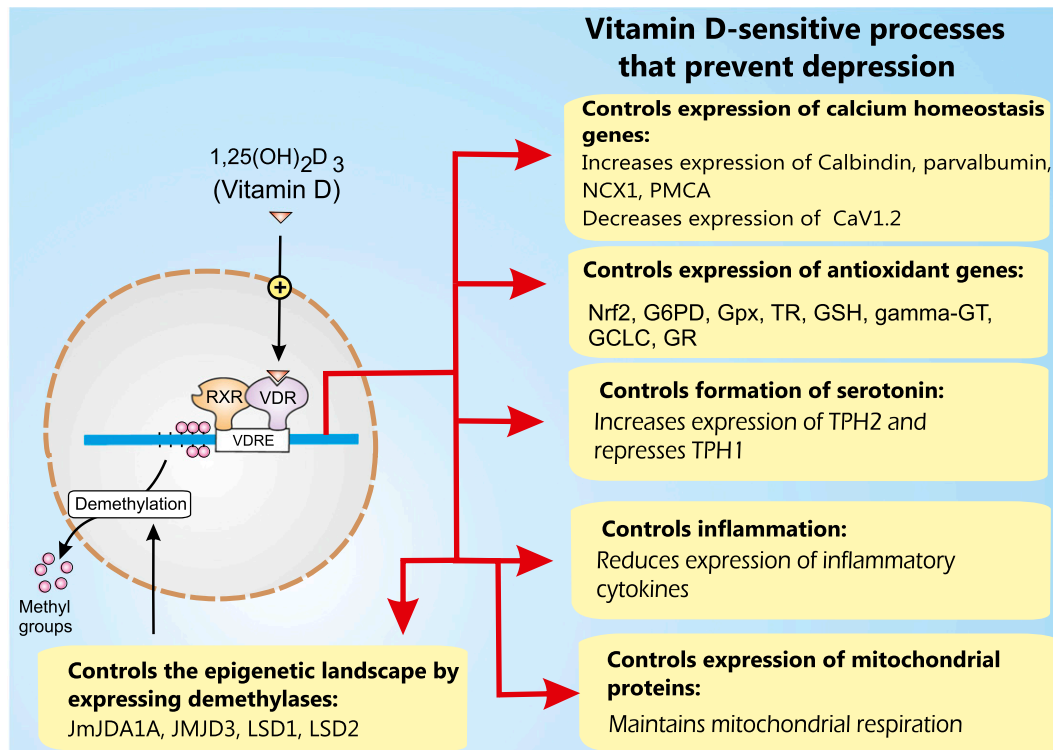 Vitamin D-sensitive processes
that prevent depression
1,25(OH)2D 3
(Vitamin D)
+
RXR
VDR
VDRE
Demethylation
Methyl
groups
Controls the epigenetic landscape by
expressing demethylases:
JmJDA1A, JMJD3, LSD1, LSD2
Controls expression of calcium homeostasis
genes:
Increases expression of Calbindin, parvalbumin,
NCX1, PMCA
Decreases expression of CaV1.2
Controls expression of antioxidant genes:
Nrf2, G6PD, Gpx, TR, GSH, gamma-GT,
GCLC, GR
Controls formation of serotonin:
Increases expression of TPH2 and
represses TPH1
Controls inflammation:
Reduces expression of inflammatory
cytokines
Controls expression of mitochondrial
proteins:
Maintains mitochondrial respiration